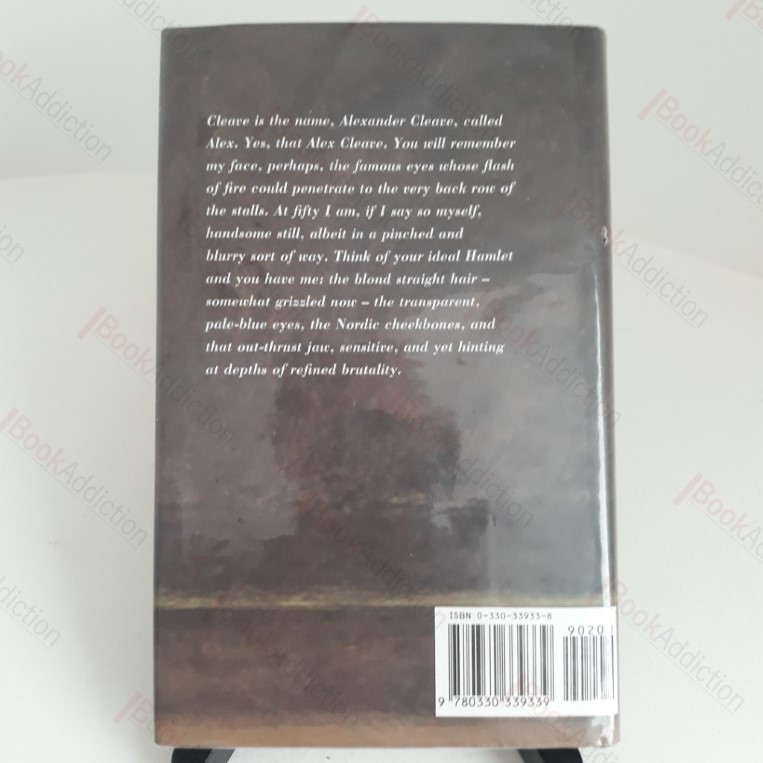 Cleave is the name, Alexander Cleave, called
Alex. Yes, that Alex Cleave. You will remember
my face, perhaps, the famous eyes whose flash
of fire could penetrate to the very back row of
the stalls. At fifty I am, if I say so myself,
handsome still, albeit in a pinched and
blurry sort of way. Think of your ideal Hamlet
and you have me: the blond straight hair –
somewhat grizzled now – the transparent,
pale-blue eyes, the Nordic cheekbones, and
that out-thrust jaw, sensitive, and yet hinting
at depths of refined brutality.
ISBN 0-330-33933-8
90201
9 780330 339339
BookAddiction